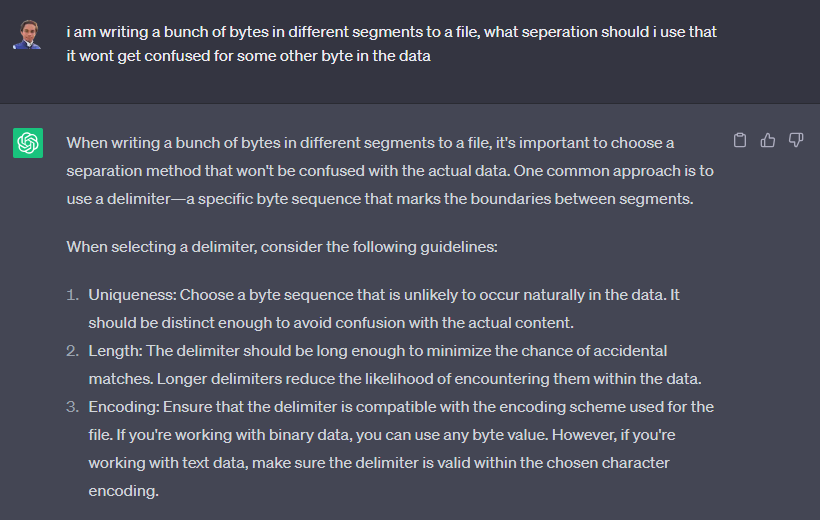 i am writing a bunch of bytes in different segments to a file, what seperation should i use that
it wont get confused for some other byte in the data
When writing a bunch of bytes in different segments to a file, it's important to choose a
separation method that won't be confused with the actual data. One common approach is to
use a delimiter—a specific byte sequence that marks the boundaries between segments.
When selecting a delimiter, consider the following guidelines:
1. Uniqueness: Choose a byte sequence that is unlikely to occur naturally in the data. It
should be distinct enough to avoid confusion with the actual content.
2. Length: The delimiter should be long enough to minimize the chance of accidental
matches. Longer delimiters reduce the likelihood of encountering them within the data.
3. Encoding: Ensure that the delimiter is compatible with the encoding scheme used for the
file. If you're working with binary data, you can use any byte value. However, if you're
working with text data, make sure the delimiter is valid within the chosen character
encoding.